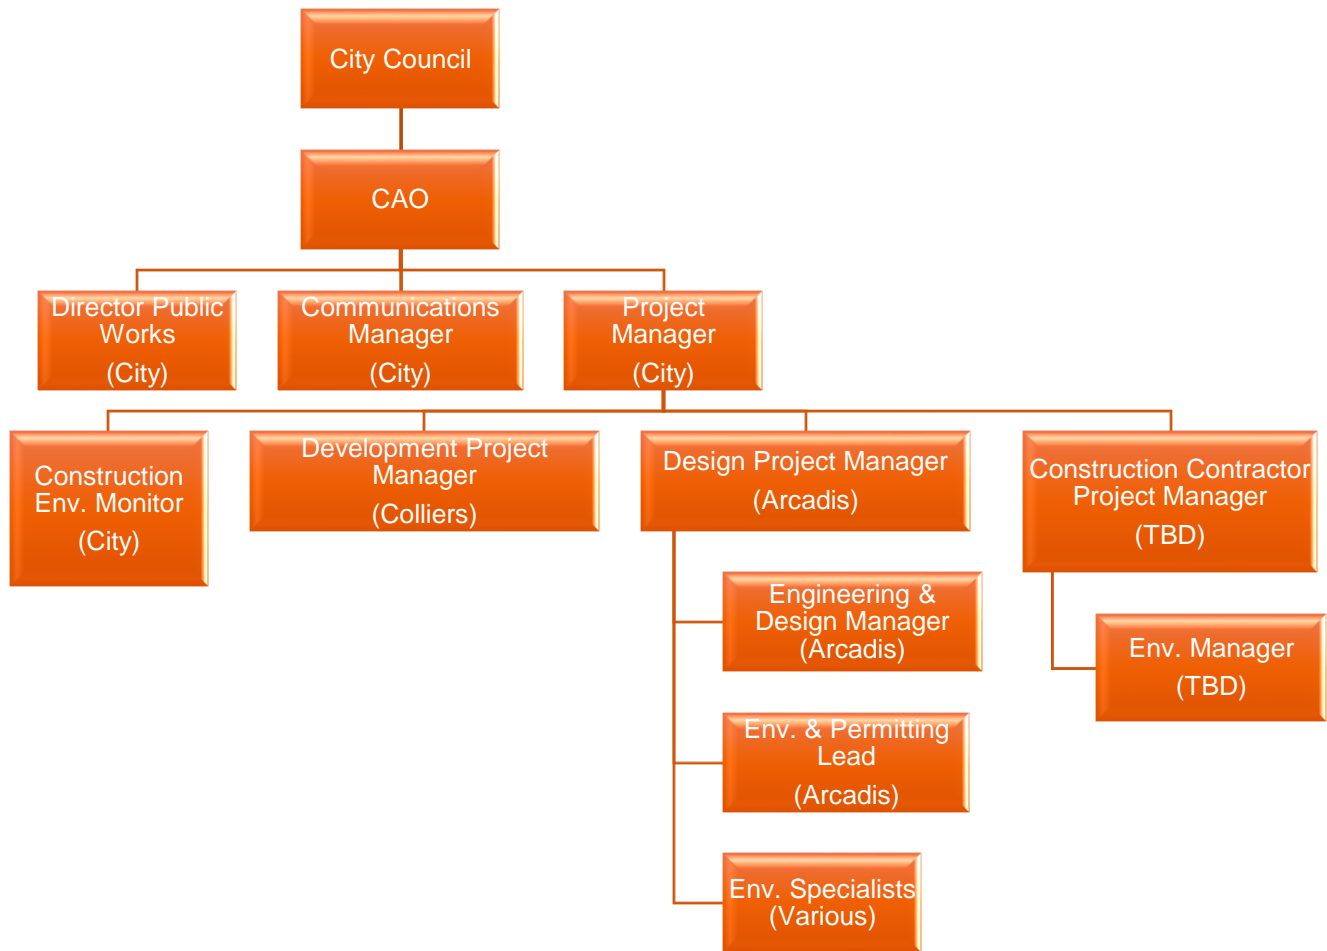 City Council
CAO
Director Public
Works
(City)
Communications
Manager
(City)
Project
Manager
(City)
Construction
Env. Monitor
(City)
Development Project
Manager
(Colliers)
Design Project Manager
(Arcadis)
Construction Contractor
Project Manager
(TBD)
Engineering &
Design Manager
(Arcadis)
Env. & Permitting
Lead
(Arcadis)
Env. Specialists
(Various)
Env. Manager
(TBD)